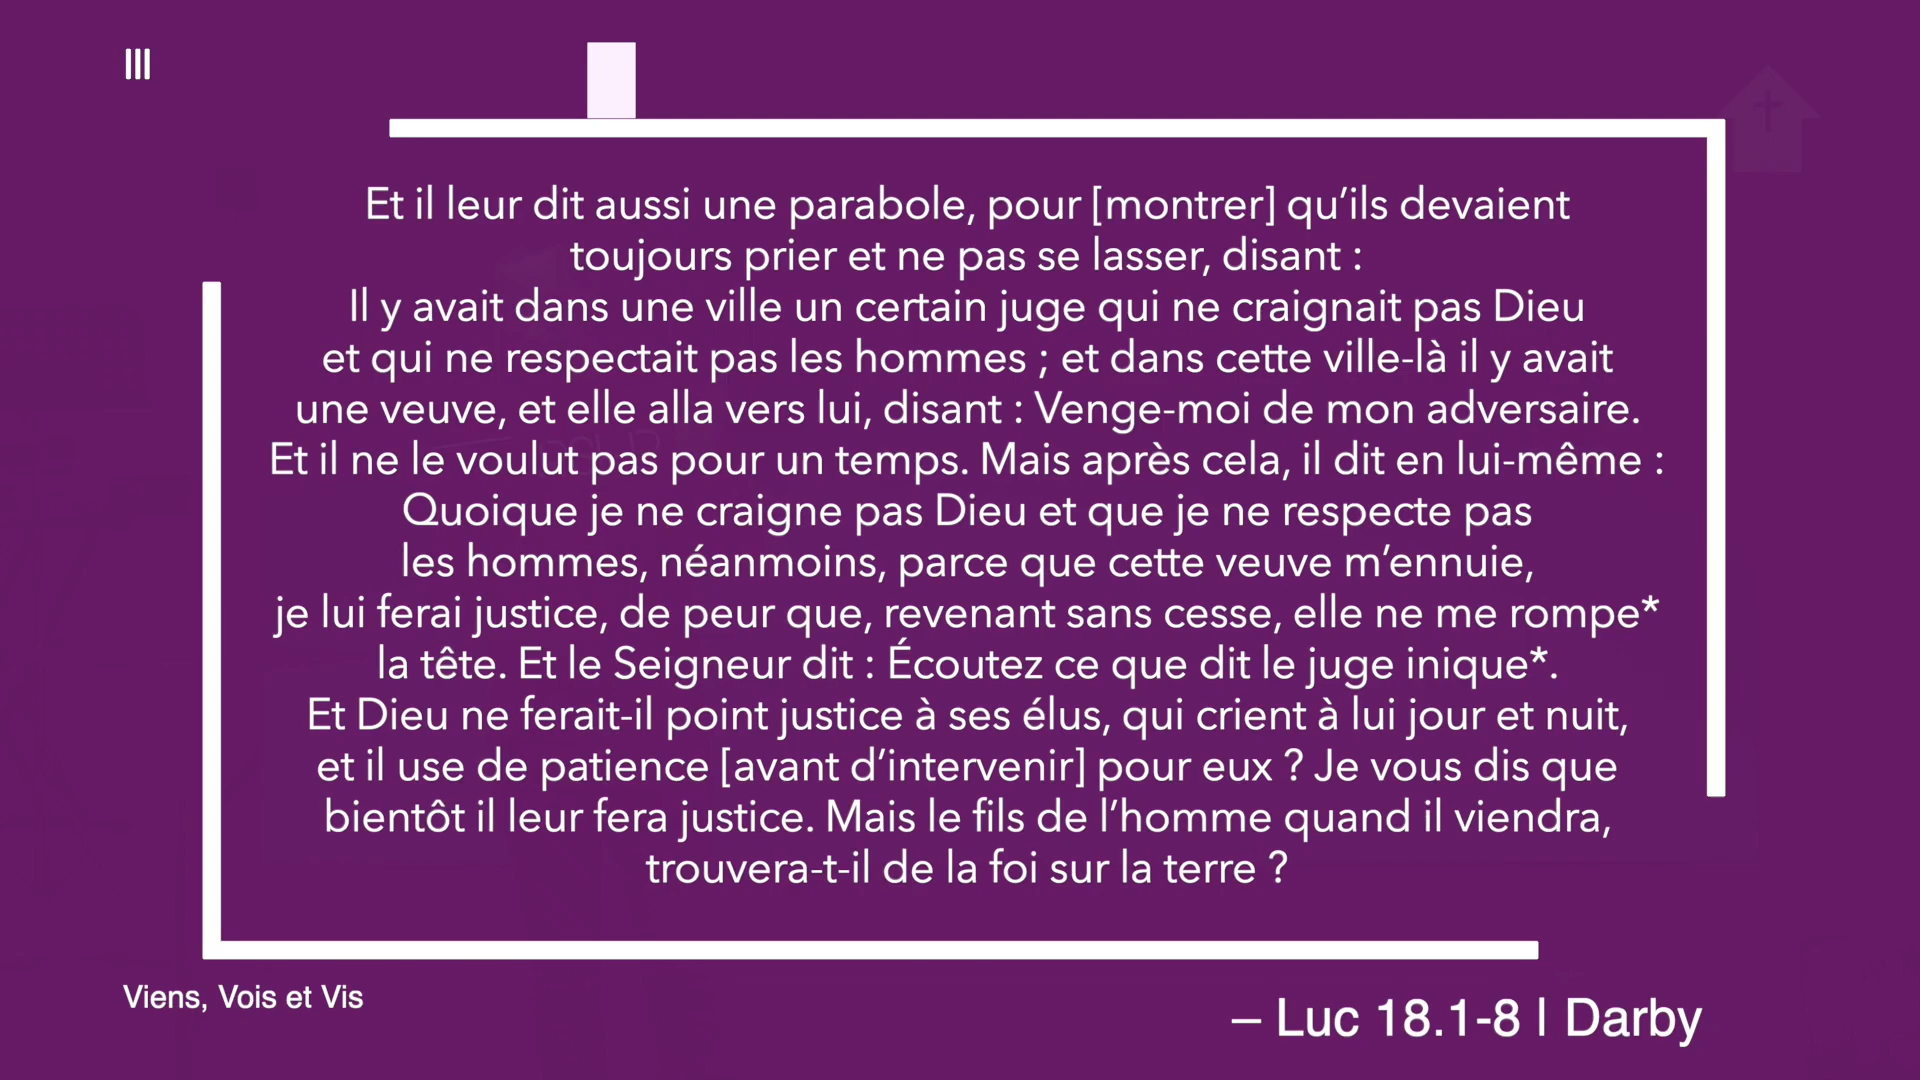 Et il leur dit aussi une parabole, pour [montrer] qu’ils devaient
toujours prier et ne pas se lasser, disant :
Il y avait dans une ville un certain juge qui ne craignait pas Dieu
et qui ne respectait pas les hommes ; et dans cette ville-là il y avait
une veuve, et elle alla vers lui, disant : Venge-moi de mon adversaire.
Et il ne le voulut pas pour un temps. Mais après cela, il dit en lui-même :
Quoique je ne craigne pas Dieu et que je ne respecte pas
les hommes, néanmoins, parce que cette veuve m’ennuie,
je lui ferai justice, de peur que, revenant sans cesse, elle ne me rompe*
la tête. Et le Seigneur dit : Écoutez ce que dit le juge inique*.
Et Dieu ne ferait-il point justice à ses élus, qui crient à lui jour et nuit,
et il use de patience [avant d’intervenir] pour eux ? Je vous dis que
bientôt il leur fera justice. Mais le fils de l’homme quand il viendra,
trouvera-t-il de la foi sur la terre ?
Viens, Vois et Vis
– Luc 18.1-8 | Darby